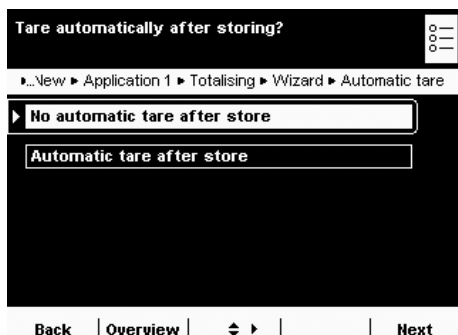 Tare automatically after storing?
▸...New ▸ Application 1 ▸ Totalising ▸ Wizard ▸ Automatic tare
No automatic tare after store
Automatic tare after store
Back | Overview | | | Next